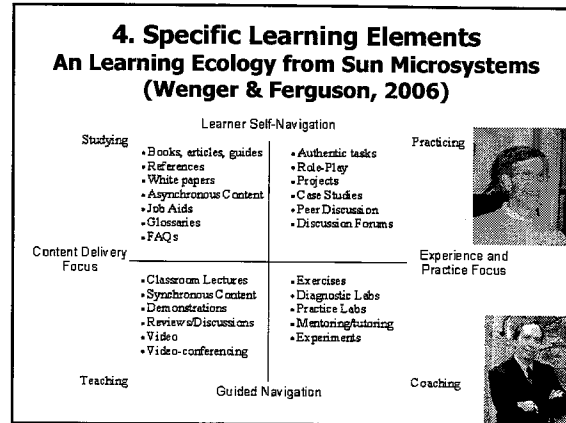 4. Specific Learning Elements
An Learning Ecology from Sun Microsystems
(Wenger & Ferguson, 2006)
Learner Self-Navigation
Studying
Practicing
▪Books, articles, guides
▪References
▪White papers
▪Asynchronous Content
▪Job Aids
▪Glossaries
▪FAQs
▪Authentic tasks
▪Role-Play
▪Projects
▪Case Studies
▪Peer Discussion
▪Discussion Forums
Content Delivery
Focus
Experience and
Practice Focus
▪Classroom Lectures
▪Synchronous Content
▪Demonstrations
▪Reviews/Discussions
▪Video
▪Video-conferencing
▪Exercises
▪Diagnostic Labs
▪Practice Labs
▪Mentoring/tutoring
▪Experiments
Teaching
Coaching
Guided Navigation